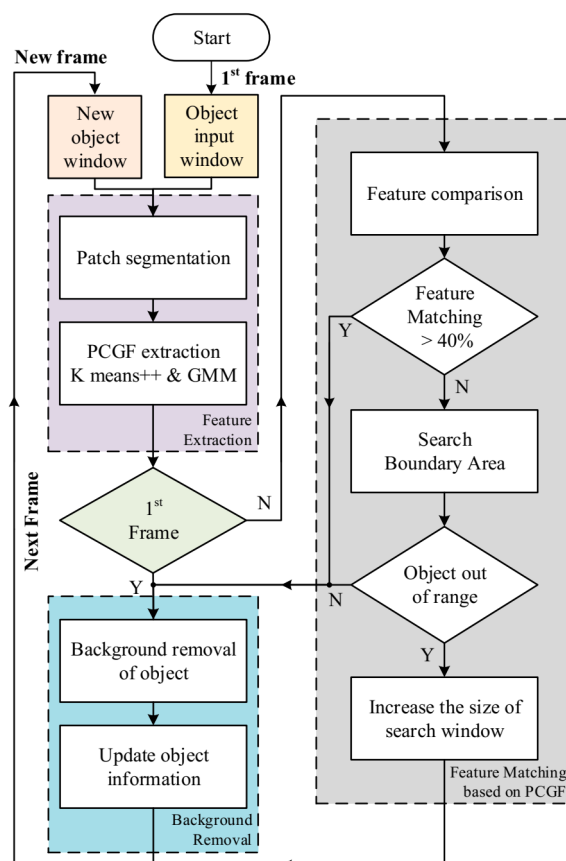 Start
New frame
1st frame
New
object
window
Object
input
window
Patch segmentation
PCGF extraction
K means++ & GMM
Feature
Extraction
1st
Frame
N
Y
Next Frame
Background removal
of object
Update object
information
Background
Removal
Feature comparison
Feature
Matching
> 40%
Y
N
Search
Boundary Area
Object out
of range
N
Y
Increase the size of
search window
Feature Matching
based on PCGF